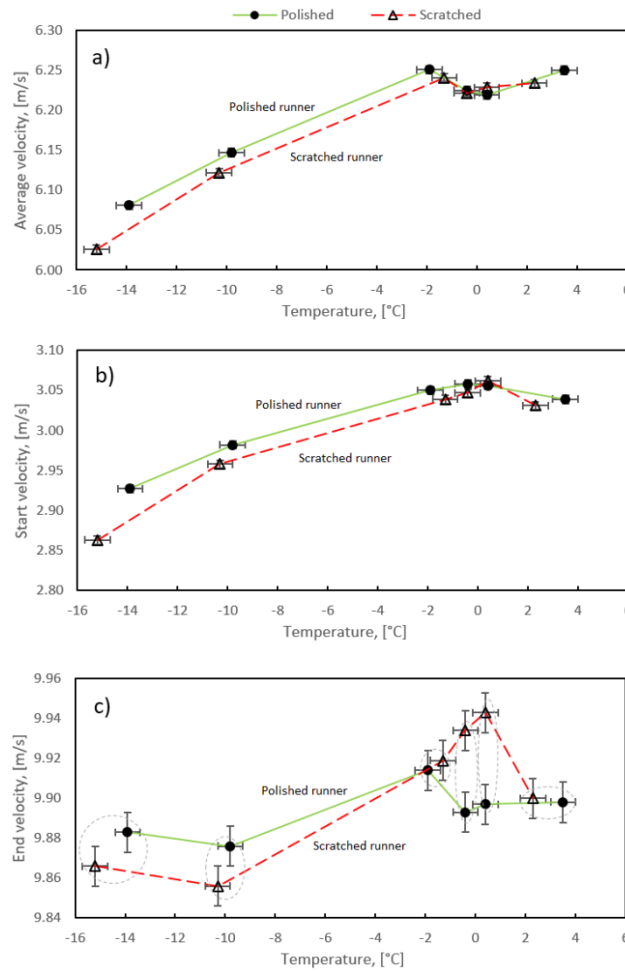 Polished Scratched
6.30
6.25
6.20
6.15
6.10
6.05
6.00
Average velocity, [m/s]
a)
Polished runner
Scratched runner
-16 -14 -12 -10 -8 -6 -4 -2 0 2 4 6
Temperature, [°C]
3.10
3.05
3.00
2.95
2.90
2.85
2.80
Start velocity, [m/s]
b)
Polished runner
Scratched runner
-16 -14 -12 -10 -8 -6 -4 -2 0 2 4 6
Temperature, [°C]
9.96
9.94
9.92
9.90
9.88
9.86
9.84
End velocity, [m/s]
c)
Polished runner
Scratched runner
-16 -14 -12 -10 -8 -6 -4 -2 0 2 4 6
Temperature, [°C]